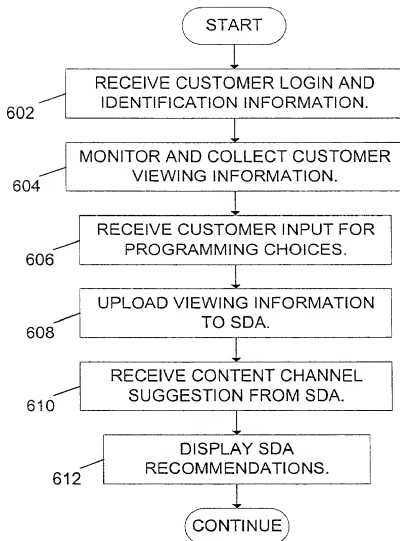 START
602
RECEIVE CUSTOMER LOGIN AND
IDENTIFICATION INFORMATION.
604
MONITOR AND COLLECT CUSTOMER
VIEWING INFORMATION.
606
RECEIVE CUSTOMER INPUT FOR
PROGRAMMING CHOICES.
608
UPLOAD VIEWING INFORMATION
TO SDA.
610
RECEIVE CONTENT CHANNEL
SUGGESTION FROM SDA.
612
DISPLAY SDA
RECOMMENDATIONS.
CONTINUE